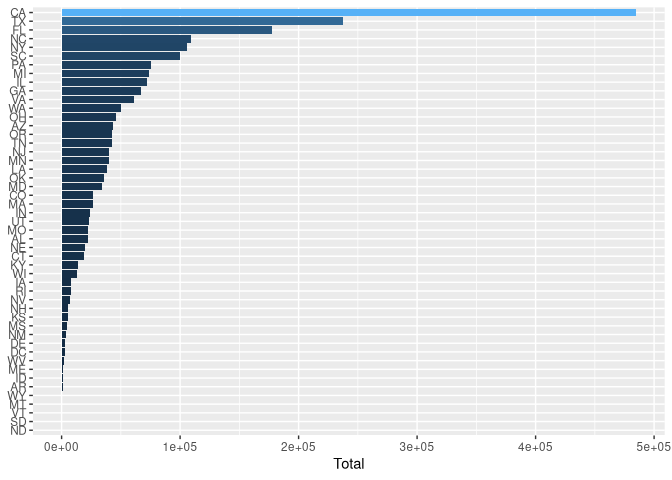 CA
TX
FL
NC
NY
SC
PA
MI
IL
GA
VA
WA
OH
AZ
OR
TN
NJ
MN
LA
OK
MD
CO
MA
IN
UT
MO
AL
NE
CT
KY
WI
IA
RI
NV
NH
KS
MS
NM
DE
DC
WV
ME
ID
AR
WY
MT
VT
SD
ND
0e+00 1e+05 2e+05 3e+05 4e+05 5e+05
Total